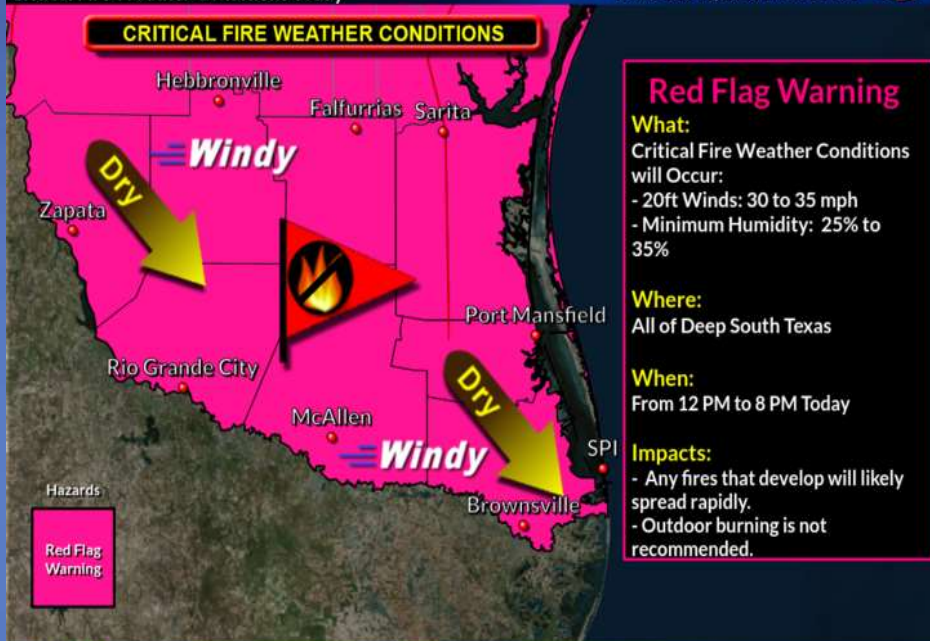 CRITICAL FIRE WEATHER CONDITIONS
Hebbronville
Falfurrias
Sarita
Windy
Dry
Zapata
Port Mansfield
Rio Grande City
Dry
McAllen
Windy
SPI
Brownsville
Hazards
Red Flag
Warning
Red Flag Warning
What:
Critical Fire Weather Conditions
will Occur:
- 20ft Winds: 30 to 35 mph
- Minimum Humidity: 25% to
35%
Where:
All of Deep South Texas
When:
From 12 PM to 8 PM Today
Impacts:
- Any fires that develop will likely
spread rapidly.
- Outdoor burning is not
recommended.